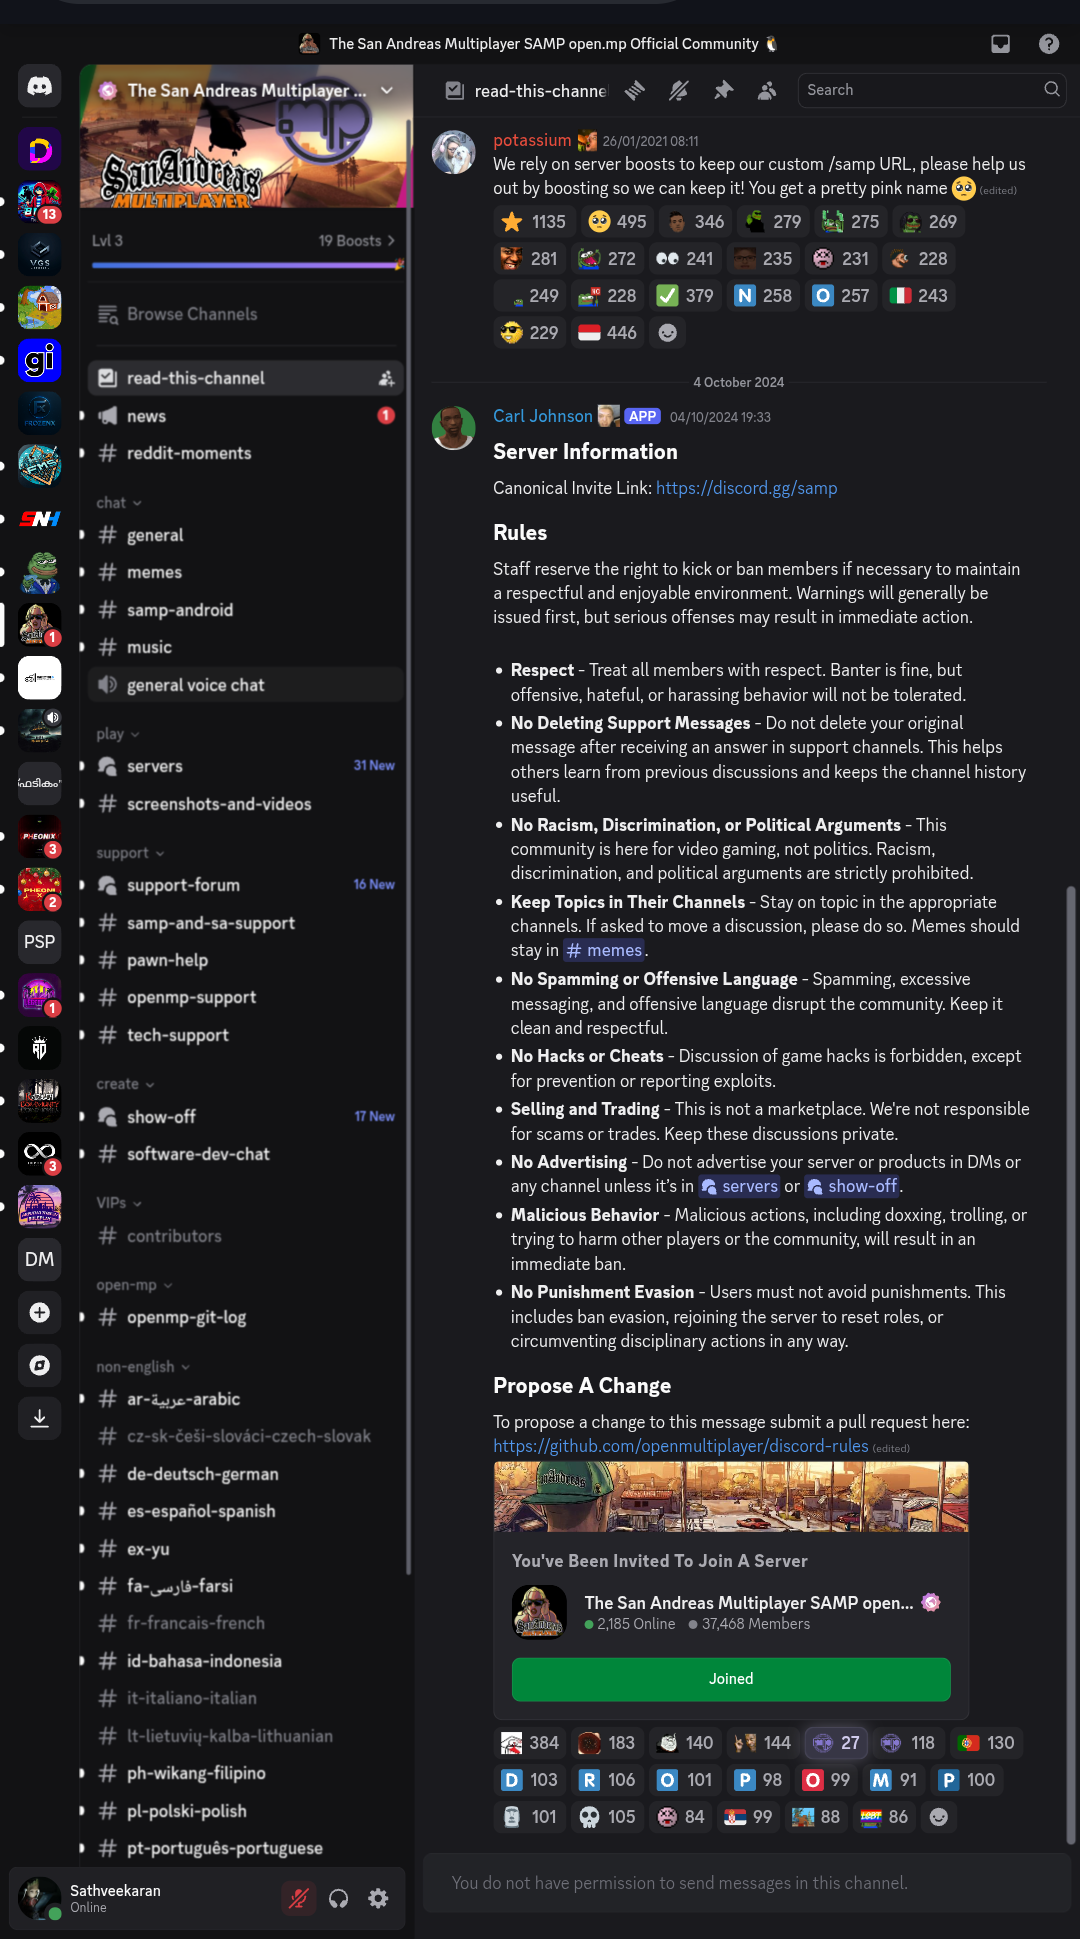 The San Andreas Multiplayer SAMP open.mp Official Community
The San Andreas Multiplayer ...
SanAndreas
MULTIPLAYER
Lvl 3
19 Boosts
Browse Channels
read-this-channel
news
1
reddit-moments
chat
general
memes
samp-android
music
general voice chat
play
servers
31 New
screenshots-and-videos
support
support-forum
16 New
samp-and-sa-support
pawn-help
openmp-support
tech-support
create
show-off
17 New
software-dev-chat
VIPs
contributors
open-mp
openmp-git-log
non-english
ar-عربية-arabic
cz-sk-češi-slováci-czech-slovak
de-deutsch-german
es-español-spanish
ex-yu
fa-فارسی-farsi
fr-francais-french
id-bahasa-indonesia
it-italiano-italian
lt-lietuvių-kalba-lithuanian
ph-wikang-filipino
pl-polski-polish
pt-português-portuguese
Sathveekaran
Online
13
VGS
gi
FROZENX
FMS
SNH
1
PHEONIX
3
2
PSP
1
3
DM
read-this-channe
Search
potassium 26/01/2021 08:11
We rely on server boosts to keep our custom /samp URL, please help us
out by boosting so we can keep it! You get a pretty pink name (edited)
1135 495 346 279 275 269
281 272 241 235 231 228
249 228 379 N 258 O 257 243
229 446
4 October 2024
Carl Johnson APP 04/10/2024 19:33
Server Information
Canonical Invite Link: https://discord.gg/samp
Rules
Staff reserve the right to kick or ban members if necessary to maintain
a respectful and enjoyable environment. Warnings will generally be
issued first, but serious offenses may result in immediate action.
• Respect - Treat all members with respect. Banter is fine, but
offensive, hateful, or harassing behavior will not be tolerated.
• No Deleting Support Messages - Do not delete your original
message after receiving an answer in support channels. This helps
others learn from previous discussions and keeps the channel history
useful.
• No Racism, Discrimination, or Political Arguments - This
community is here for video gaming, not politics. Racism,
discrimination, and political arguments are strictly prohibited.
• Keep Topics in Their Channels - Stay on topic in the appropriate
channels. If asked to move a discussion, please do so. Memes should
stay in # memes.
• No Spamming or Offensive Language - Spamming, excessive
messaging, and offensive language disrupt the community. Keep it
clean and respectful.
• No Hacks or Cheats - Discussion of game hacks is forbidden, except
for prevention or reporting exploits.
• Selling and Trading - This is not a marketplace. We're not responsible
for scams or trades. Keep these discussions private.
• No Advertising - Do not advertise your server or products in DMs or
any channel unless it's in servers or show-off.
• Malicious Behavior - Malicious actions, including doxxing, trolling, or
trying to harm other players or the community, will result in an
immediate ban.
• No Punishment Evasion - Users must not avoid punishments. This
includes ban evasion, rejoining the server to reset roles, or
circumventing disciplinary actions in any way.
Propose A Change
To propose a change to this message submit a pull request here:
https://github.com/openmultiplayer/discord-rules (edited)
You've Been Invited To Join A Server
The San Andreas Multiplayer SAMP open...
2,185 Online 37,468 Members
Joined
384 183 140 144 27 118 130
D 103 R 106 O 101 P 98 O 99 M 91 P 100
101 105 84 99 88 86
You do not have permission to send messages in this channel.